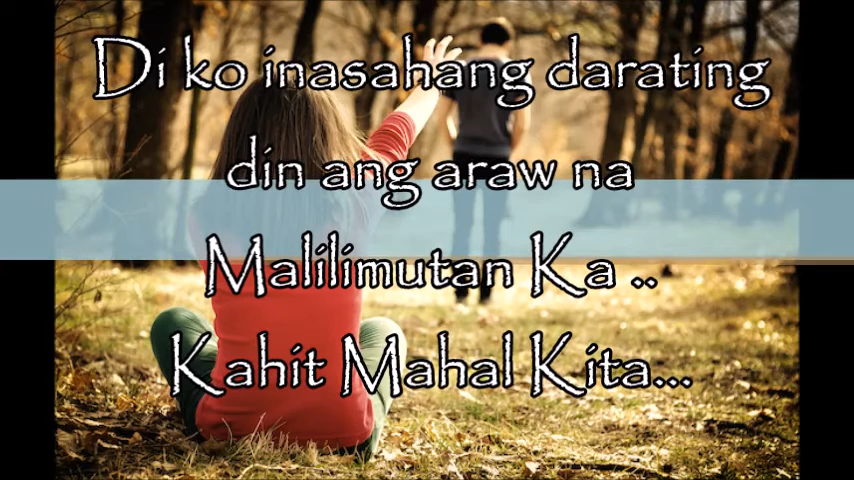 Di ko inasahang darating
din ang araw na
Malilimutan Ka ..
Kahit Mahal Kita...